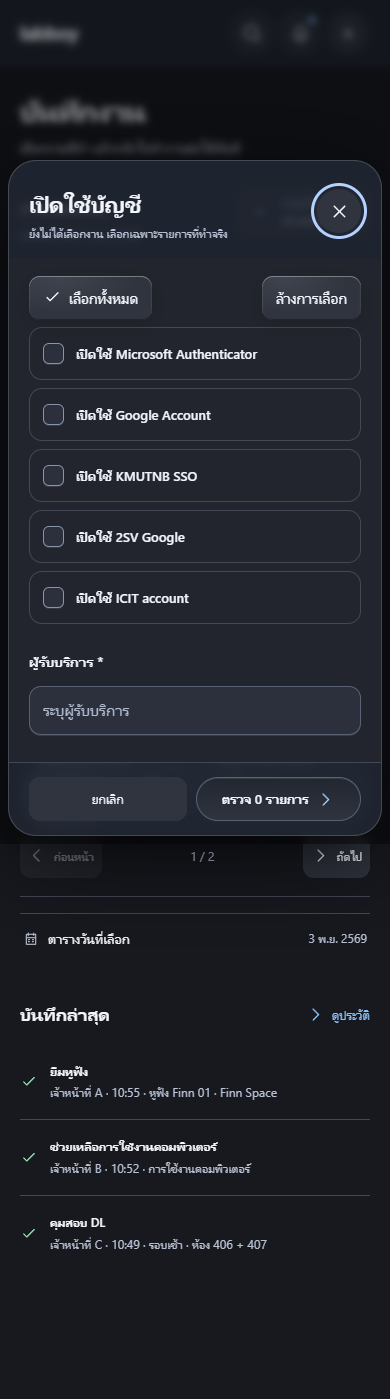 labboy
บันทึกงาน
เปิดใช้บัญชี
ยังไม่ได้เลือกงาน เลือกเฉพาะรายการที่ทำจริง
เลือกทั้งหมด
ล้างการเลือก
เปิดใช้ Microsoft Authenticator
เปิดใช้ Google Account
เปิดใช้ KMUTNB SSO
เปิดใช้ 2SV Google
เปิดใช้ ICIT account
ผู้รับบริการ *
ระบุผู้รับบริการ
ยกเลิก
ตรวจ 0 รายการ
ก่อนหน้า
1 / 2
ถัดไป
ตารางวันที่เลือก
3 พ.ย. 2569
บันทึกล่าสุด
ดูประวัติ
ยืมหูฟัง
เจ้าหน้าที่ A · 10:55 · หูฟัง Finn 01 · Finn Space
ช่วยเหลือการใช้งานคอมพิวเตอร์
เจ้าหน้าที่ B · 10:52 · การใช้งานคอมพิวเตอร์
คุมสอบ DL
เจ้าหน้าที่ C · 10:49 · รอบเช้า · ห้อง 406 + 407